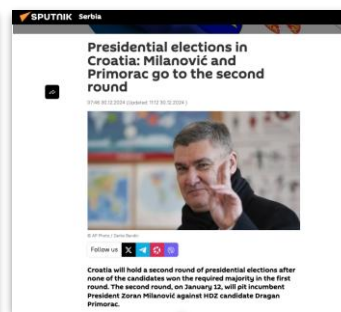 SPUTNIK Serbia
Presidential elections in
Croatia: Milanović and
Primorac go to the second
round
Follow us
Croatia will hold a second round of presidential elections after
none of the candidates won the required majority in the first
round. The second round, on January 12, will pit incumbent
President Zoran Milanović against HDZ candidate Dragan
Primorac.